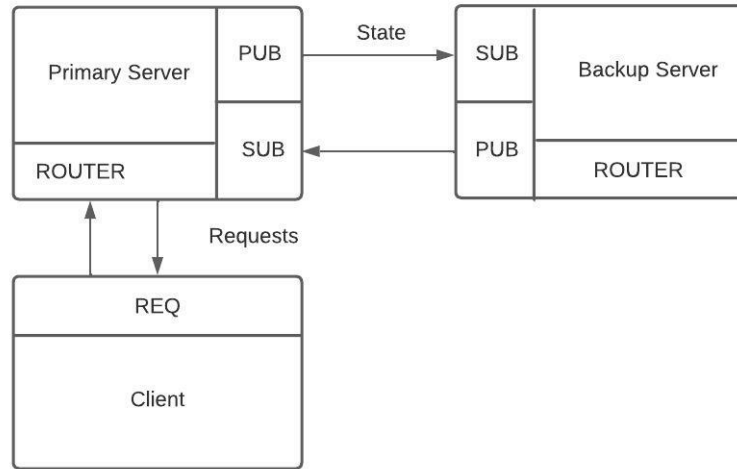 State
PUB
SUB
Primary Server
Backup Server
SUB
PUB
ROUTER
ROUTER
Requests
REQ
Client